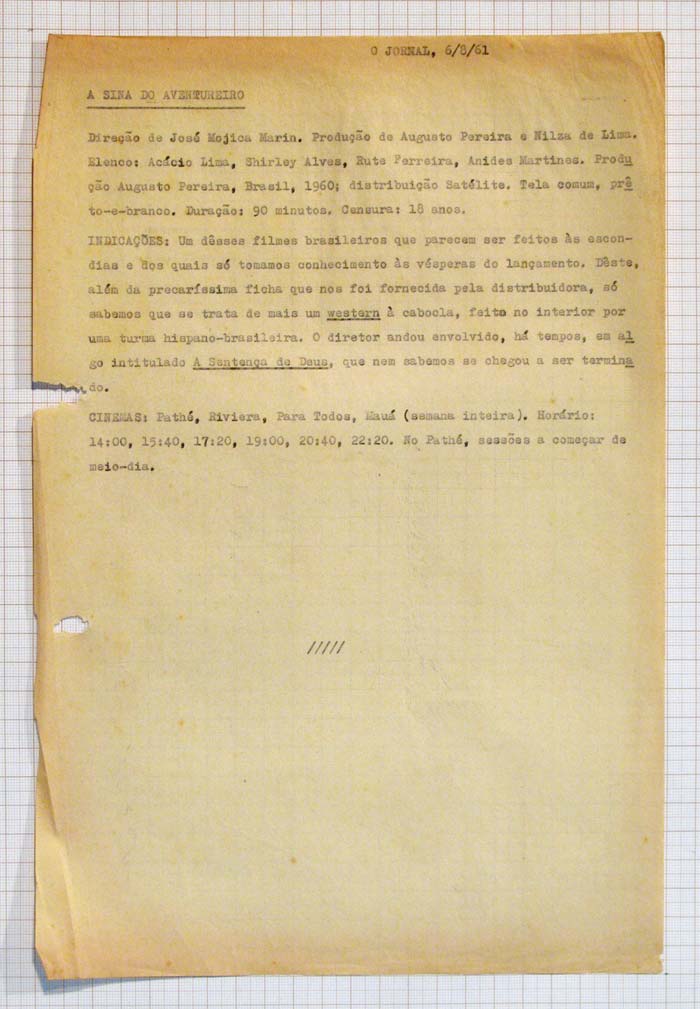 O JORNAL, 6/8/61
A SINA DO AVENTUREIRO
Direção de José Mojica Marin. Produção de Augusto Pereira e Nilza de Lima.
Elenco: Acácio Lima, Shirley Alves, Rute Ferreira, Anides Martines. Produ
ção Augusto Pereira, Brasil, 1960; distribuição Satélite. Tela comum, prê
to-e-branco. Duração: 90 minutos. Censura: 18 anos.
INDICAÇÕES: Um dêsses filmes brasileiros que parecem ser feitos às escon-
dias e dos quais só tomamos conhecimento às vésperas do lançamento. Dêste,
além da precaríssima ficha que nos foi fornecida pela distribuidora, só
sabemos que se trata de mais um western à cabocla, feito no interior por
uma turma hispano-brasileira. O diretor andou envolvido, há tempos, em al
go intitulado A Sentença de Deus, que nem sabemos se chegou a ser termina
do.
CINEMAS: Pathé, Riviera, Para Todos, Mauá (semana inteira). Horário:
14:00, 15:40, 17:20, 19:00, 20:40, 22:20. No Pathé, sessões a começar de
meio-dia.
/////